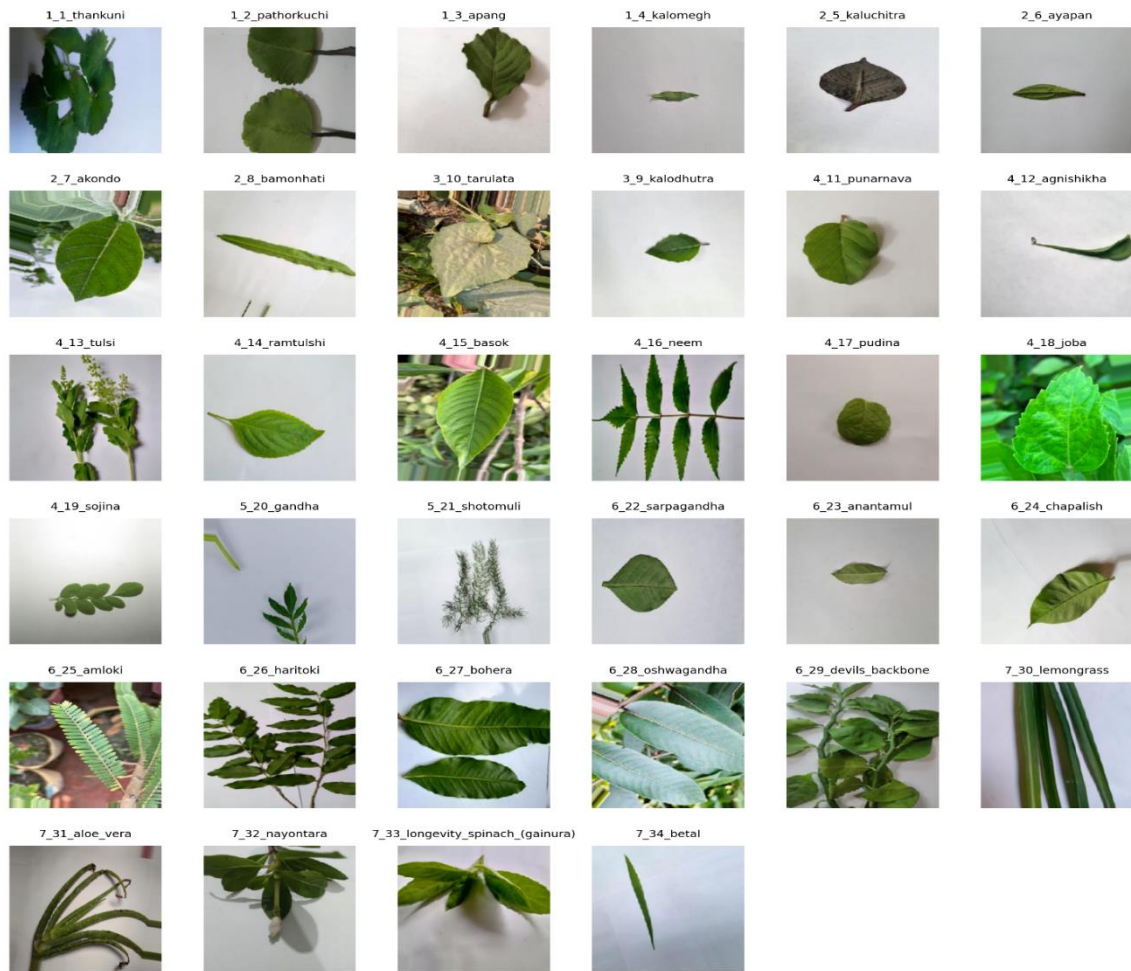 1_1_thankuni
1_2_pathorkuchi
1_3_apang
1_4_kalomegh
2_5_kaluchitra
2_6_ayapan
2_7_akondo
2_8_bamonhati
3_10_tarulata
3_9_kalodhutra
4_11_punarnava
4_12_agnishikha
4_13_tulsi
4_14_ramtulshi
4_15_basok
4_16_neem
4_17_pudina
4_18_joba
4_19_sojina
5_20_gandha
5_21_shotomuli
6_22_sarpagandha
6_23_anantamul
6_24_chapalish
6_25_amloki
6_26_haritoki
6_27_bohera
6_28_oshwagandha
6_29_devils_backbone
7_30_lemongrass
7_31_aloe_vera
7_32_nayontara
7_33_longevity_spinach_(gainura)
7_34_betal